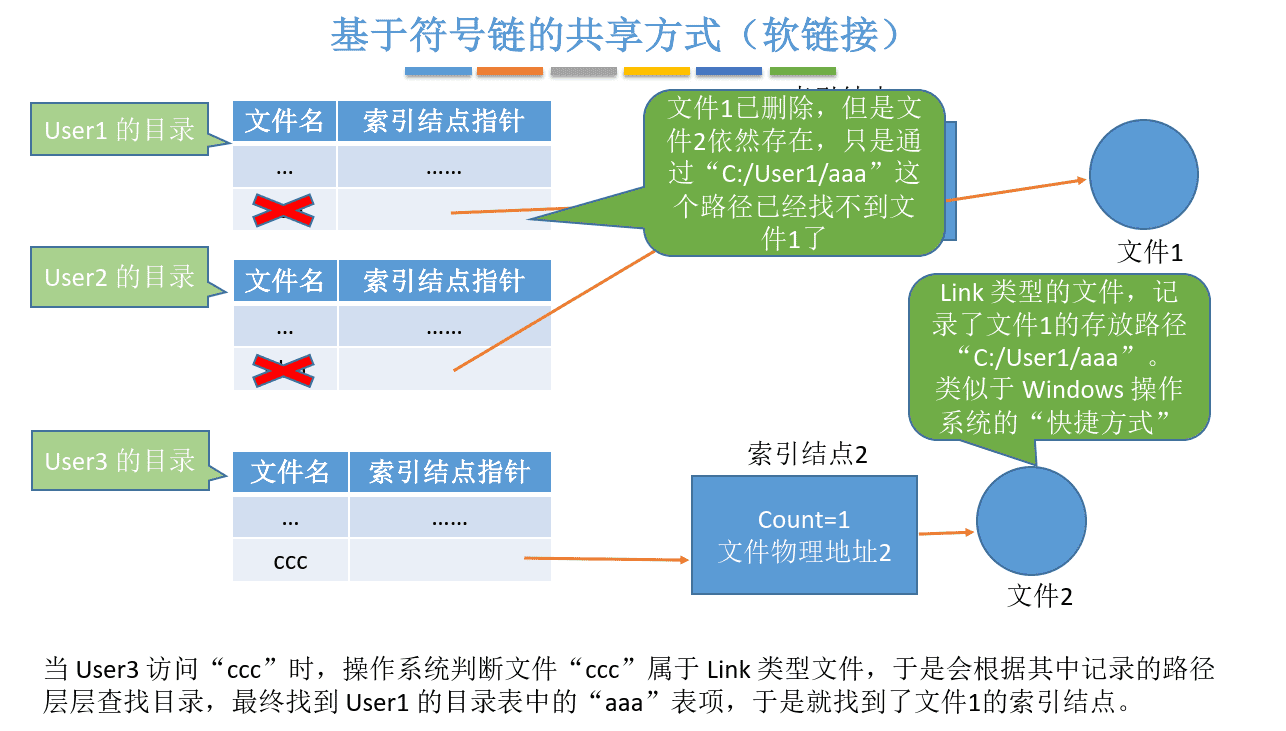 基于符号链的共享方式（软链接）
User1 的目录
文件名 索引结点指针
… ……
文件1已删除，但是文
件2依然存在，只是通
过“C:/User1/aaa”这
个路径已经找不到文
件1了
文件1
User2 的目录
文件名 索引结点指针
… ……
Link 类型的文件，记
录了文件1的存放路径
“C:/User1/aaa”。
类似于 Windows 操作
系统的“快捷方式”
User3 的目录
文件名 索引结点指针
… ……
ccc
索引结点2
Count=1
文件物理地址2
文件2
当 User3 访问“ccc”时，操作系统判断文件“ccc”属于 Link 类型文件，于是会根据其中记录的路径
层层查找目录，最终找到 User1 的目录表中的“aaa”表项，于是就找到了文件1的索引结点。